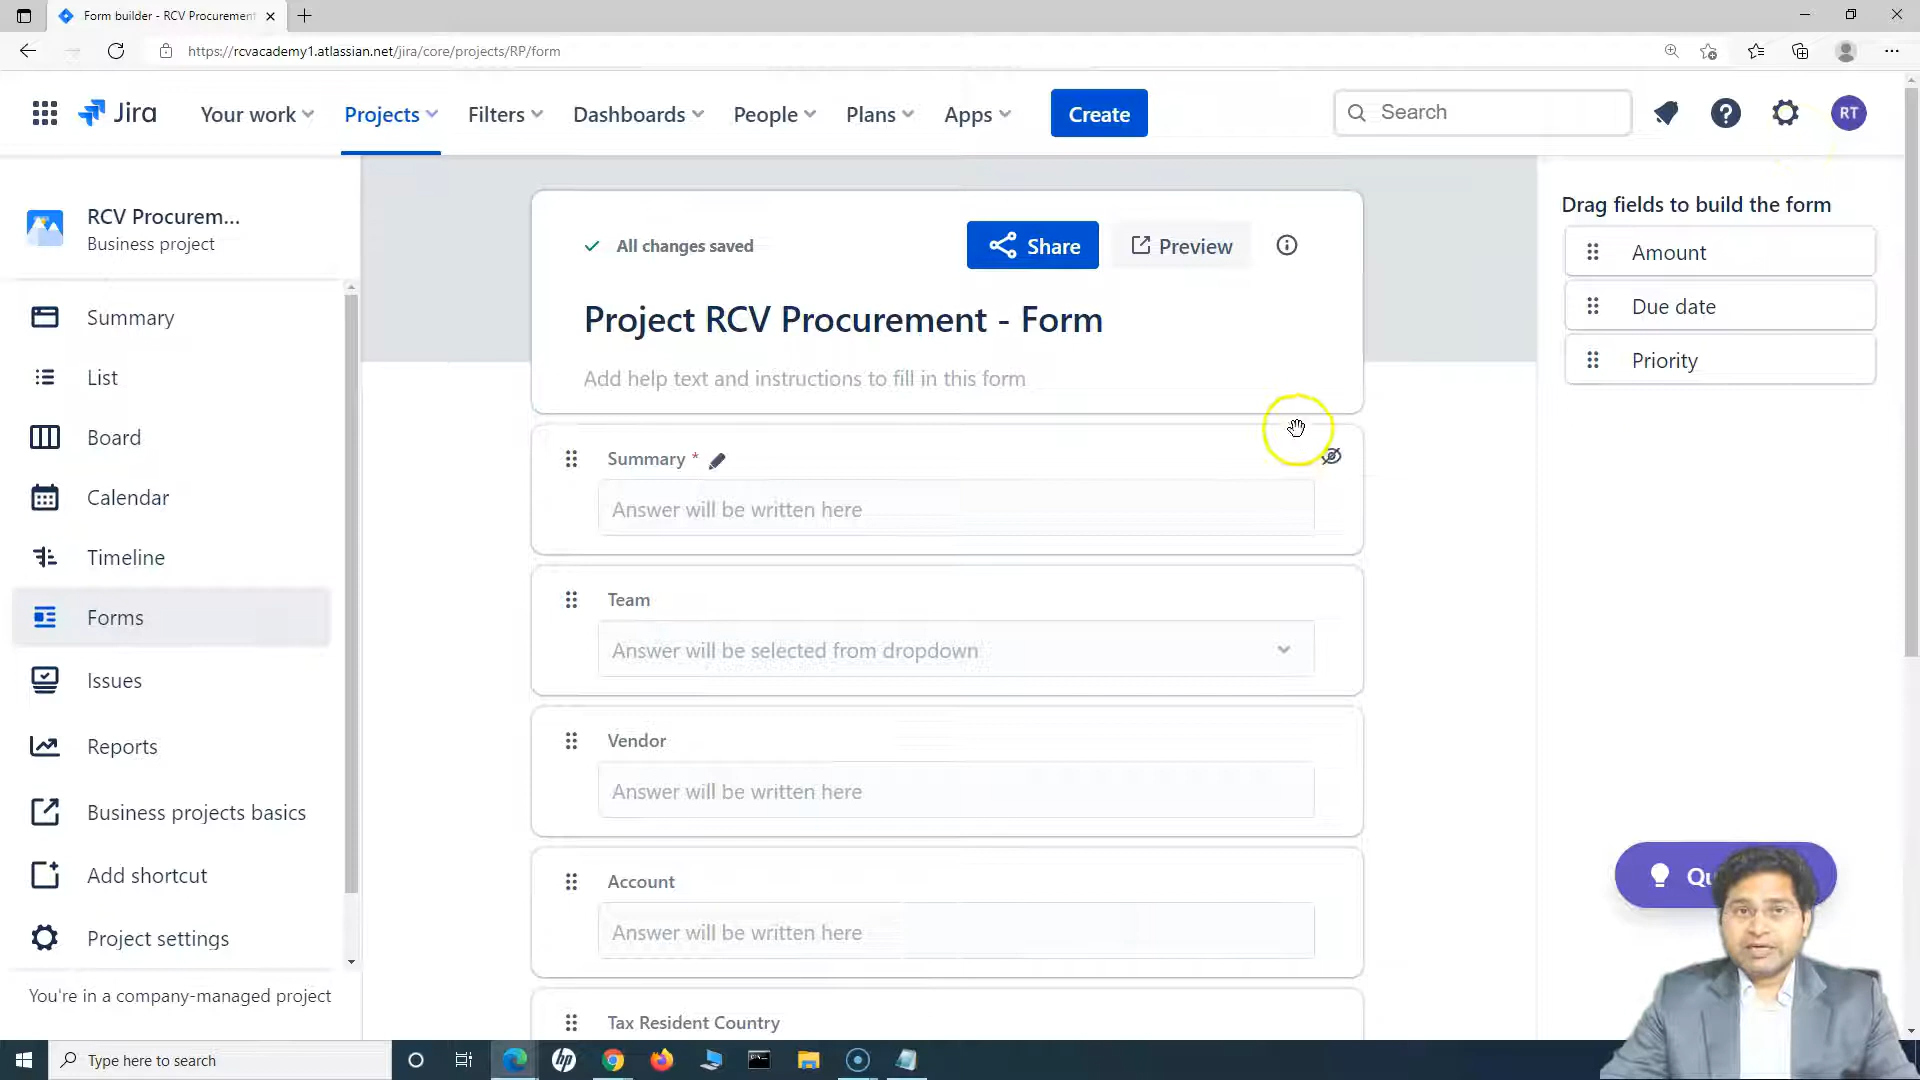 Form builder - RCV Procurement
https://rcvacademy1.atlassian.net/jira/core/projects/RP/form
Jira
Your work
Projects
Filters
Dashboards
People
Plans
Apps
Create
Search
RT
RCV Procurem...
Business project
Summary
List
Board
Calendar
Timeline
Forms
Issues
Reports
Business projects basics
Add shortcut
Project settings
You're in a company-managed project
All changes saved
Share
Preview
Project RCV Procurement - Form
Add help text and instructions to fill in this form
Summary *
Answer will be written here
Team
Answer will be selected from dropdown
Vendor
Answer will be written here
Account
Answer will be written here
Tax Resident Country
Drag fields to build the form
Amount
Due date
Priority
Type here to search